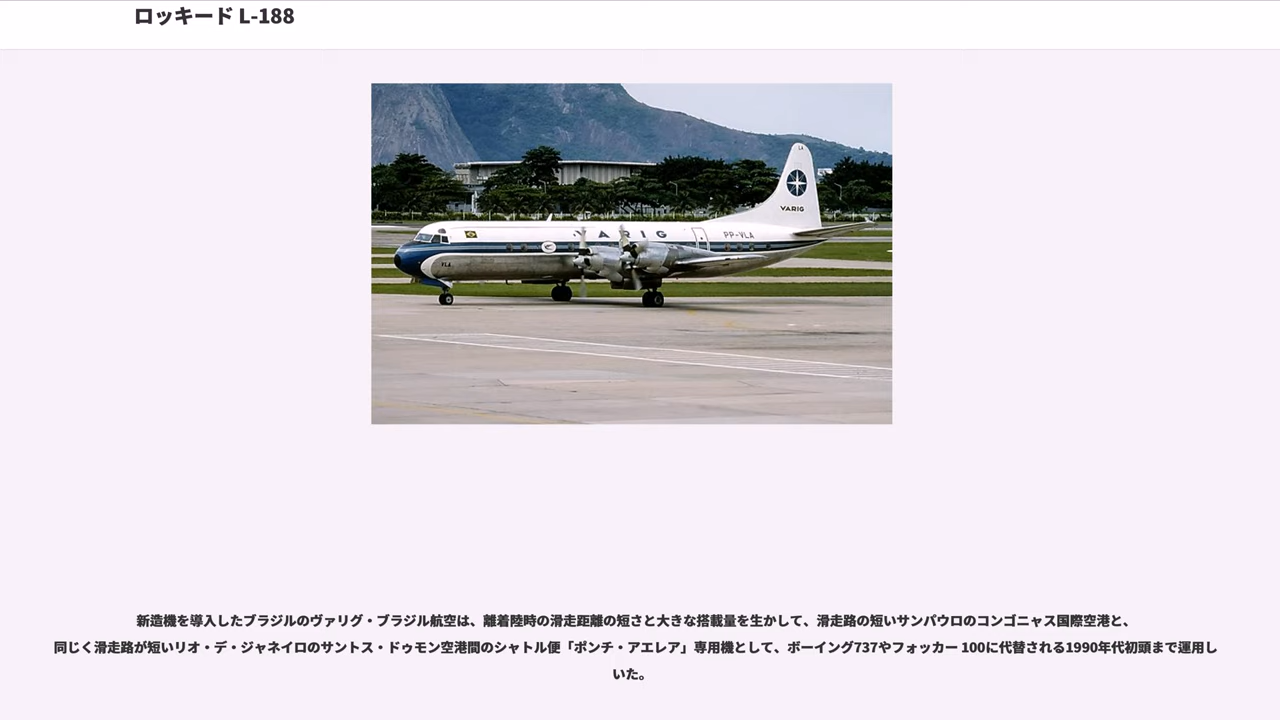 ロッキード L-188
LA
VARIG
VARIG
PP-VLA
VLA
新造機を導入したブラジルのヴァリグ・ブラジル航空は、離着陸時の滑走距離の短さと大きな搭載量を生かして、滑走路の短いサンパウロのコンゴニャス国際空港と、
同じく滑走路が短いリオ・デ・ジャネイロのサントス・ドゥモン空港間のシャトル便「ポンチ・アエレア」専用機として、ボーイング737やフォッカー 100に代替される1990年代初頭まで運用し
いた。